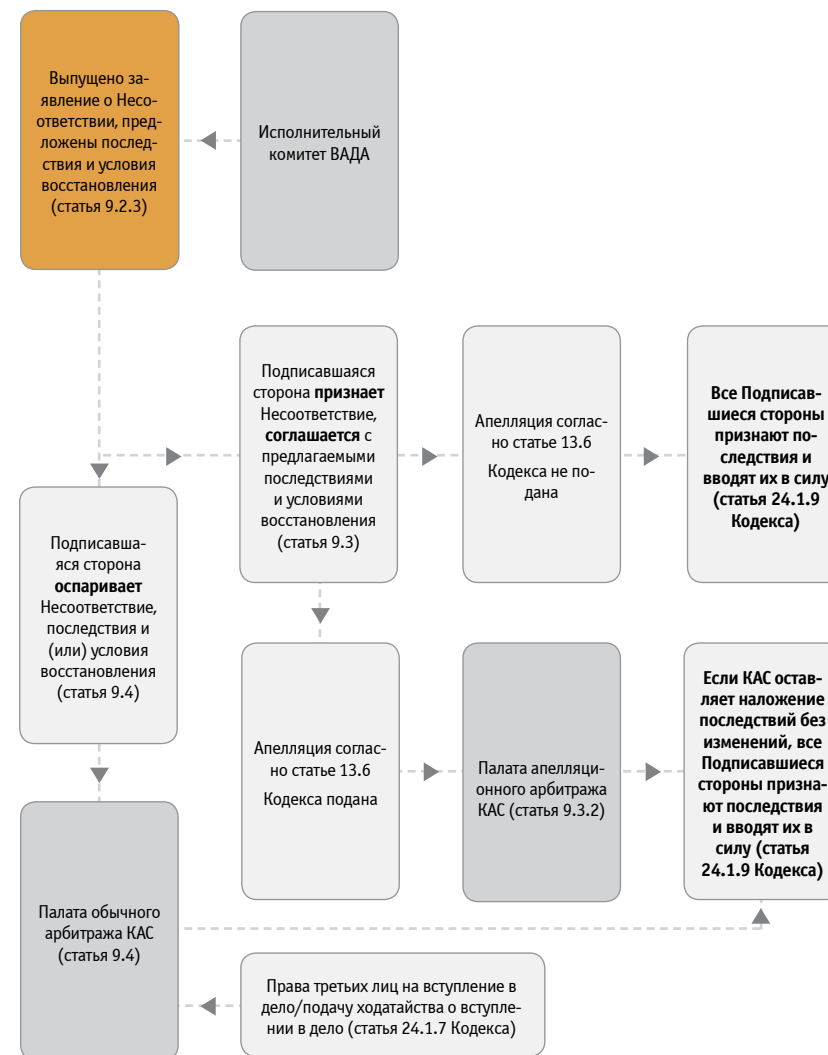 Выпущено за-
явление о Несо-
ответствии, пред-
ложены послед-
ствия и условия
восстановления
(статья 9.2.3)
Исполнительный
комитет ВАДА
Подписавшаяся
сторона признает
Несоответствие,
соглашается с
предлагаемыми
последствиями
и условиями
восстановления
(статья 9.3)
Апелляция соглас-
но статье 13.6
Кодекса не по-
дана
Все Подписав-
шиеся стороны
признают по-
следствия и
вводят их в силу
(статья 24.1.9
Кодекса)
Подписавша-
яся сторона
оспаривает
Несоответствие,
последствия и
(или) условия
восстановления
(статья 9.4)
Апелляция соглас-
но статье 13.6
Кодекса подана
Палата апелляци-
онного арбитража
КАС (статья 9.3.2)
Если КАС остав-
ляет наложение
последствий без
изменений, все
Подписавшиеся
стороны призна-
ют последствия
и вводят их в
силу (статья
24.1.9 Кодекса)
Палата обычного
арбитража КАС
(статья 9.4)
Права третьих лиц на вступление в
дело/подачу ходатайства о вступле-
нии в дело (статья 24.1.7 Кодекса)